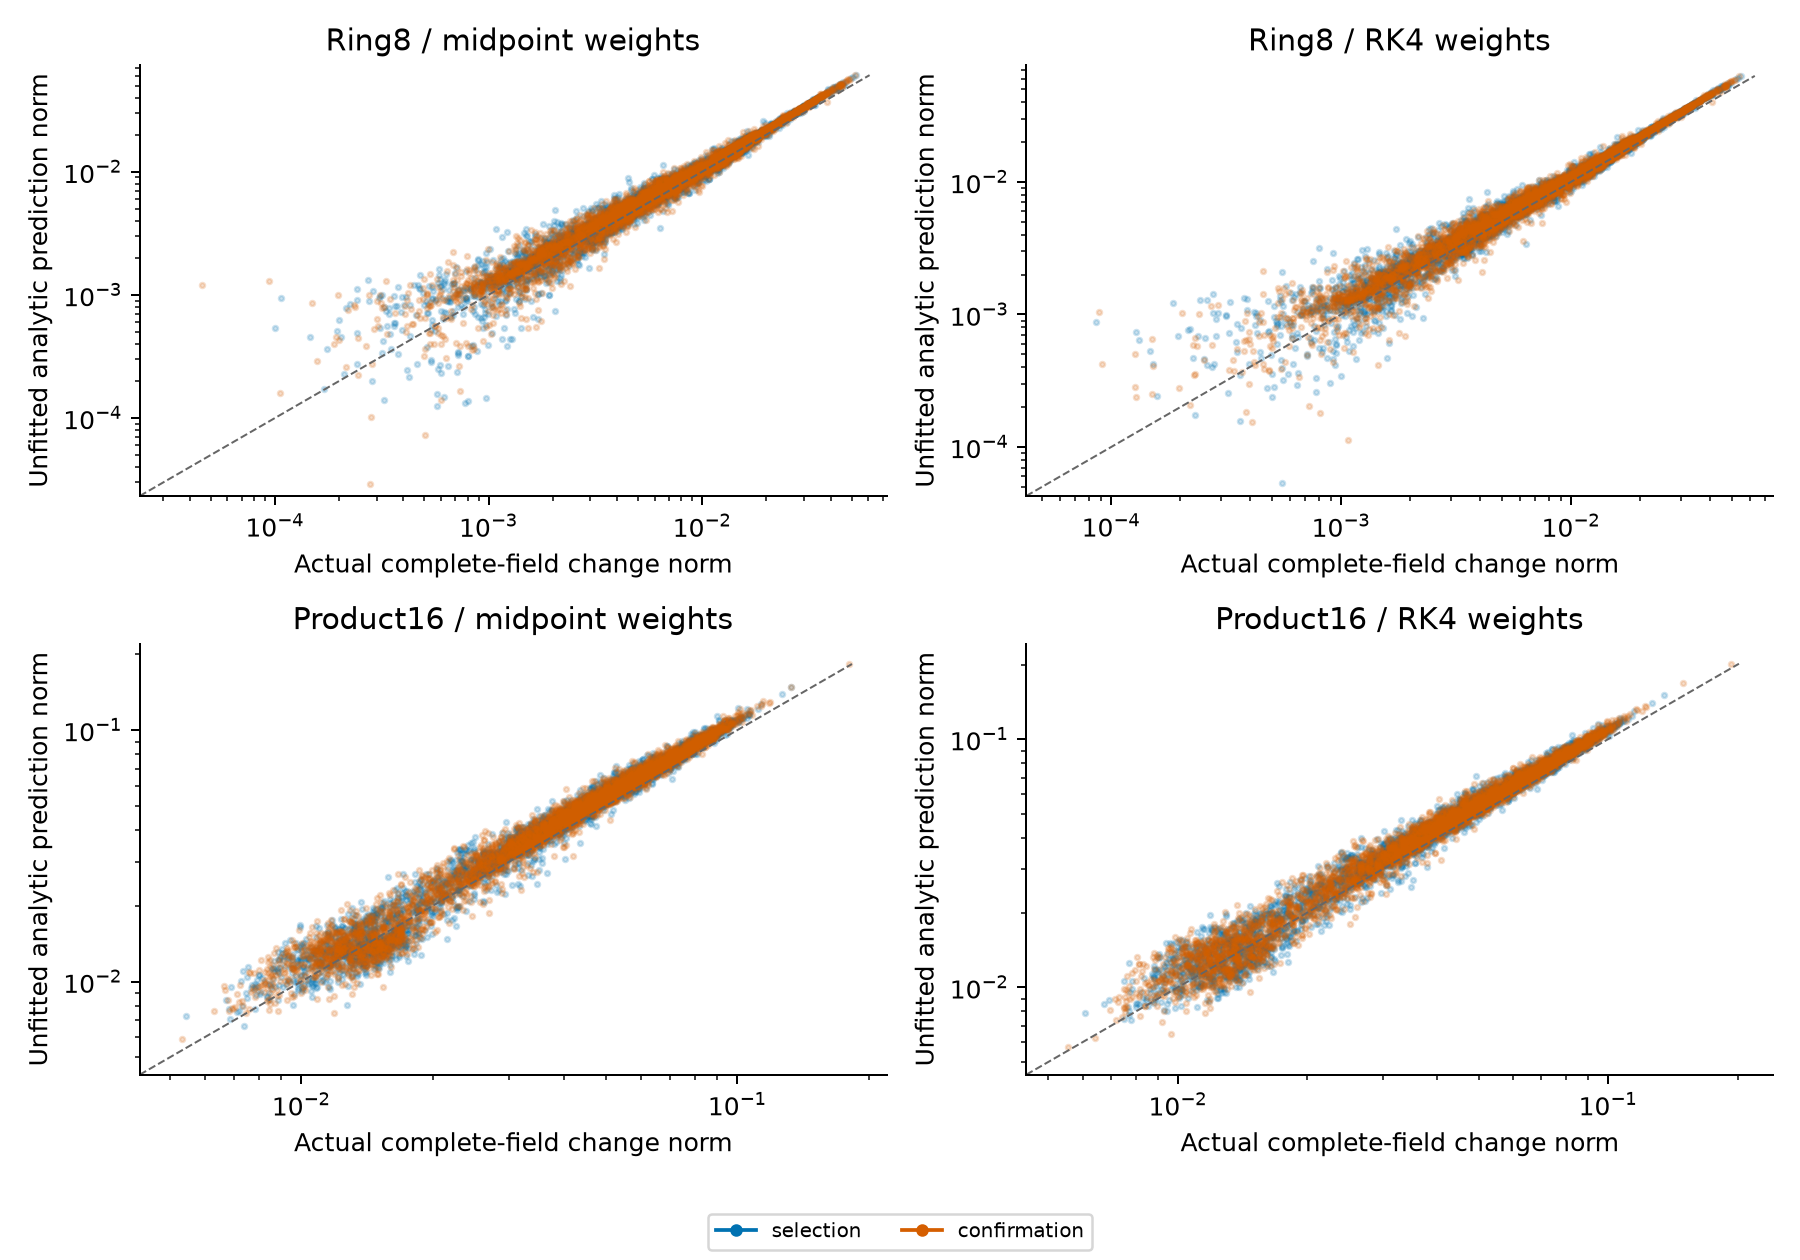 Ring8 / midpoint weights
Unfitted analytic prediction norm
10⁻²
10⁻³
10⁻⁴
10⁻⁴ 10⁻³ 10⁻²
Actual complete-field change norm
Ring8 / RK4 weights
Unfitted analytic prediction norm
10⁻²
10⁻³
10⁻⁴
10⁻⁴ 10⁻³ 10⁻²
Actual complete-field change norm
Product16 / midpoint weights
Unfitted analytic prediction norm
10⁻¹
10⁻²
10⁻² 10⁻¹
Actual complete-field change norm
Product16 / RK4 weights
Unfitted analytic prediction norm
10⁻¹
10⁻²
10⁻² 10⁻¹
Actual complete-field change norm
selection confirmation